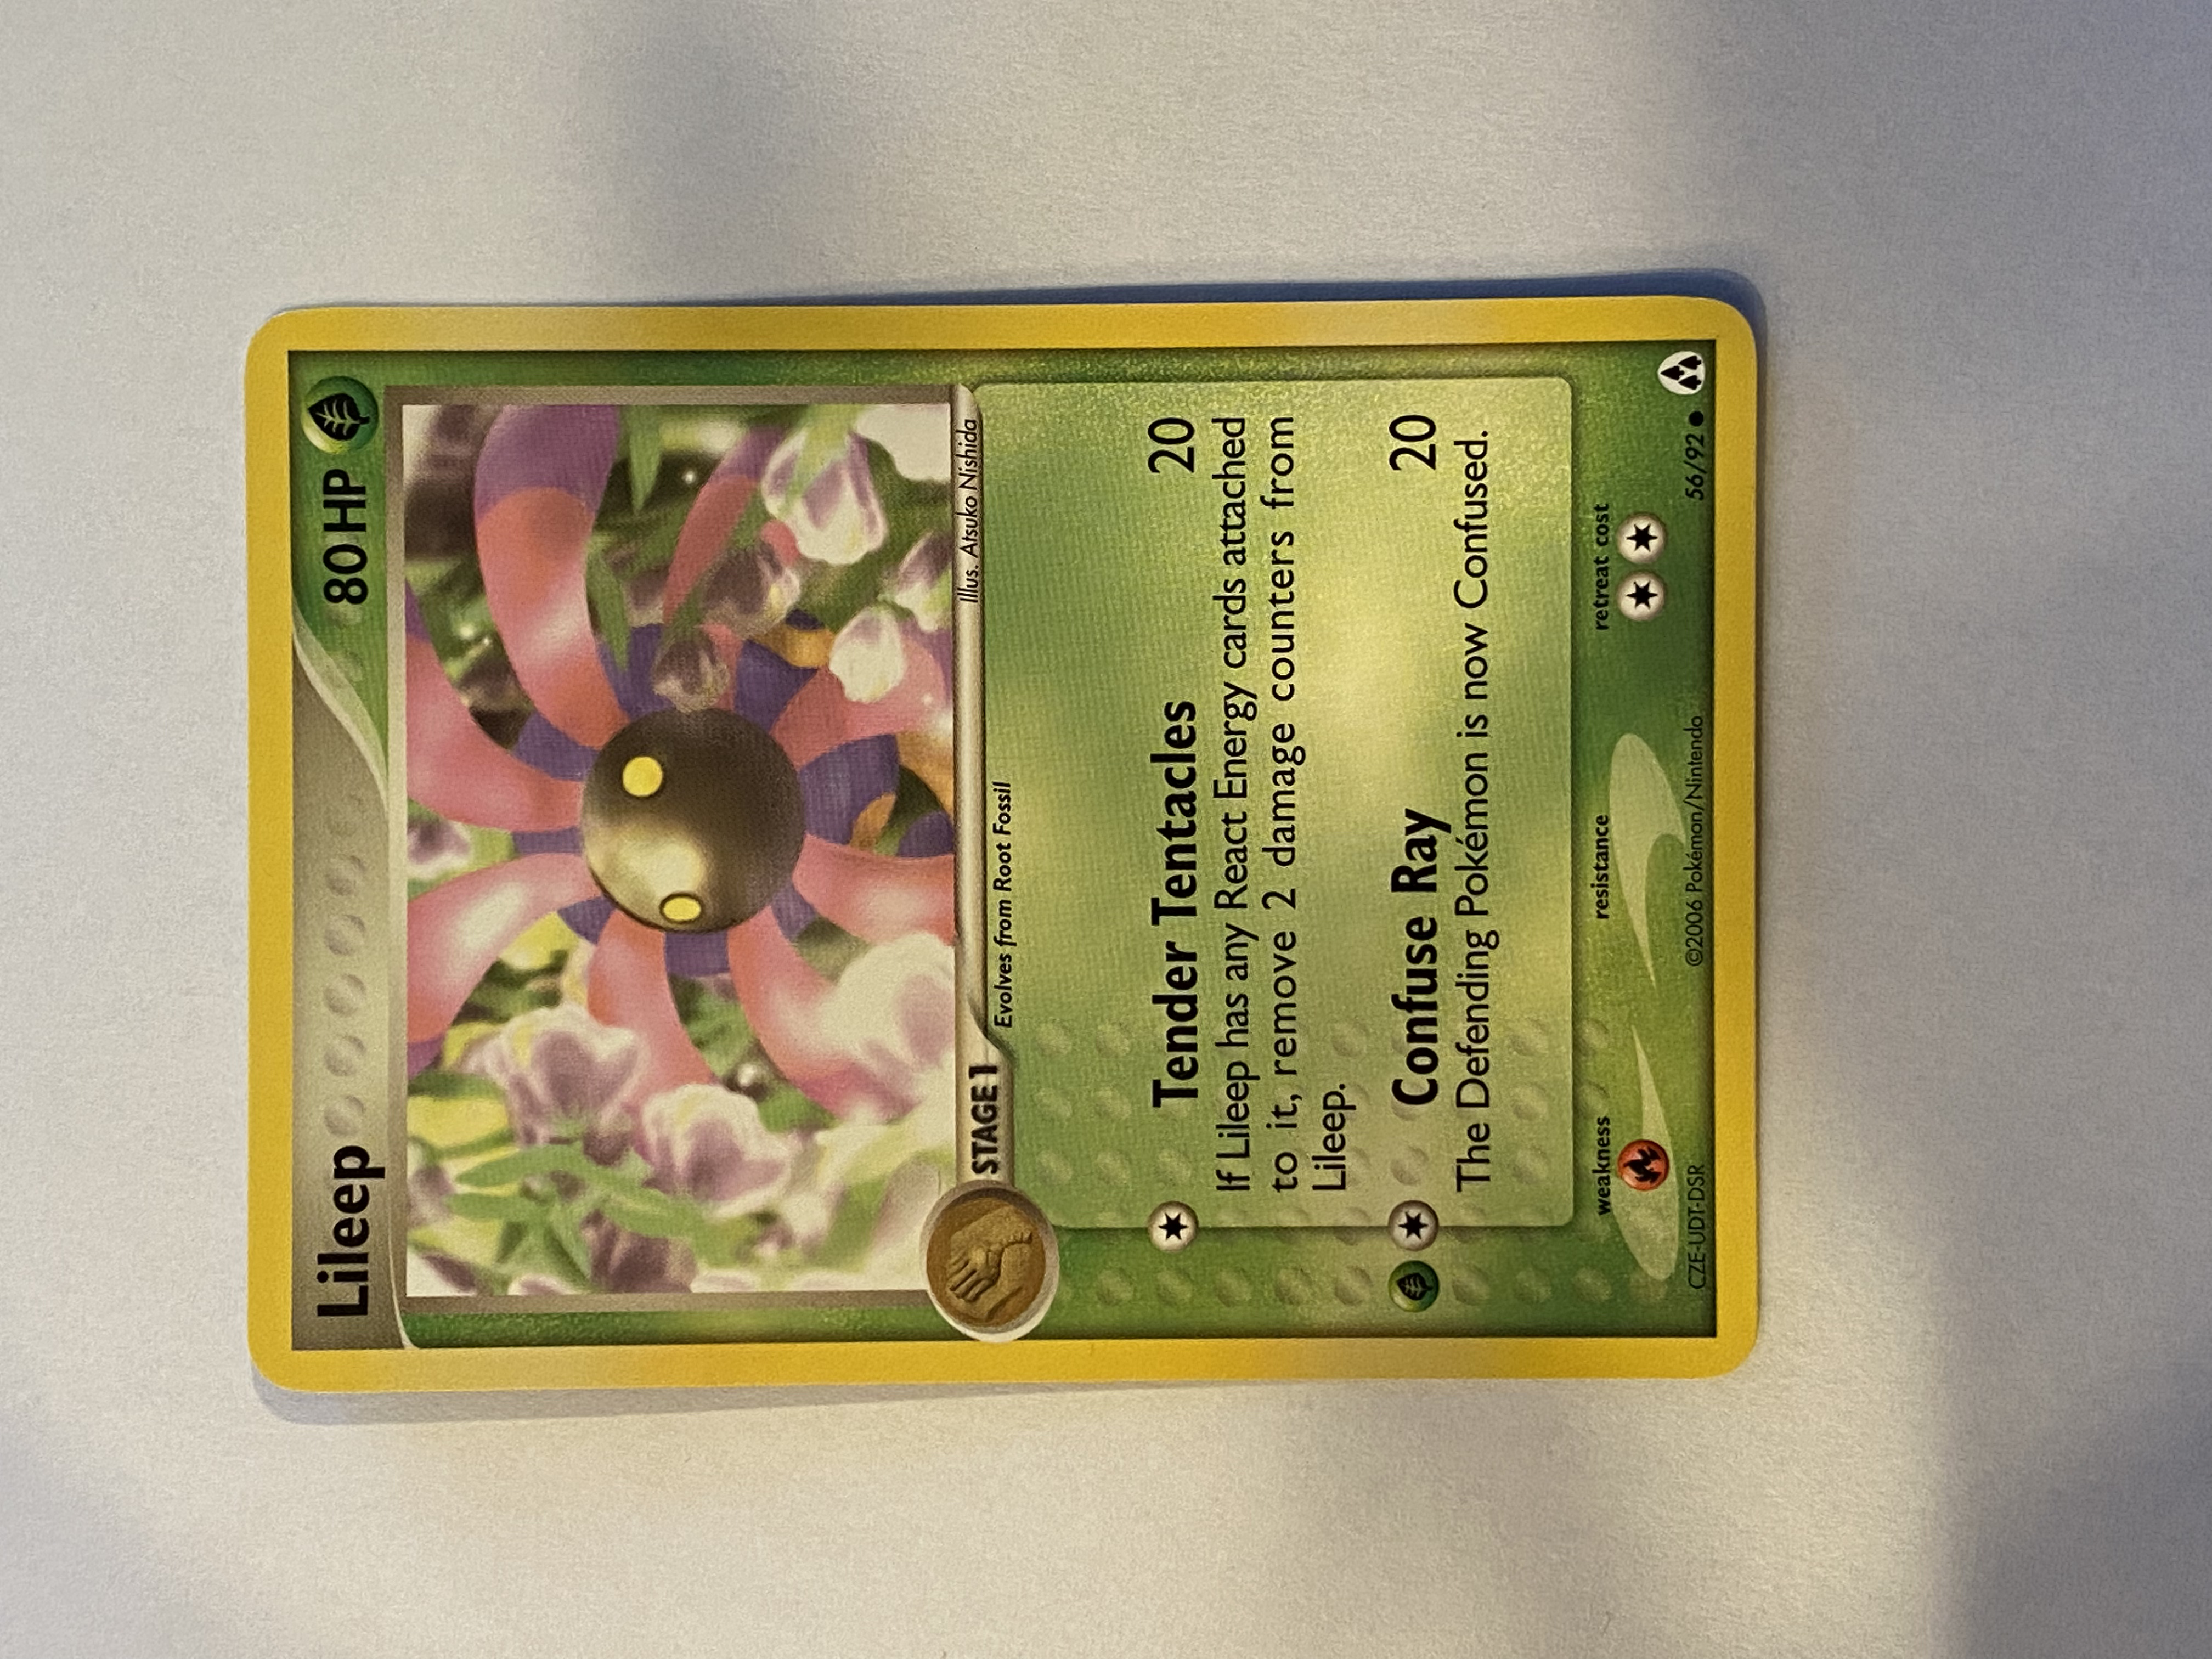 Lileep 80 HP
Illus. Atsuko Nishida
STAGE 1
Evolves from Root Fossil
Tender Tentacles 20
If Lileep has any React Energy cards attached
to it, remove 2 damage counters from
Lileep.
Confuse Ray 20
The Defending Pokémon is now Confused.
weakness resistance retreat cost
CZE-UDT-DSR ©2006 Pokémon/Nintendo 56/92 ●